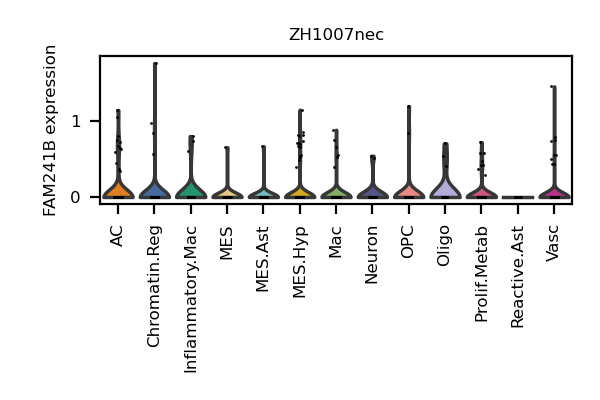 ZH1007nec
FAM241B expression
1
0
AC
Chromatin.Reg
Inflammatory.Mac
MES
MES.Ast
MES.Hyp
Mac
Neuron
OPC
Oligo
Prolif.Metab
Reactive.Ast
Vasc